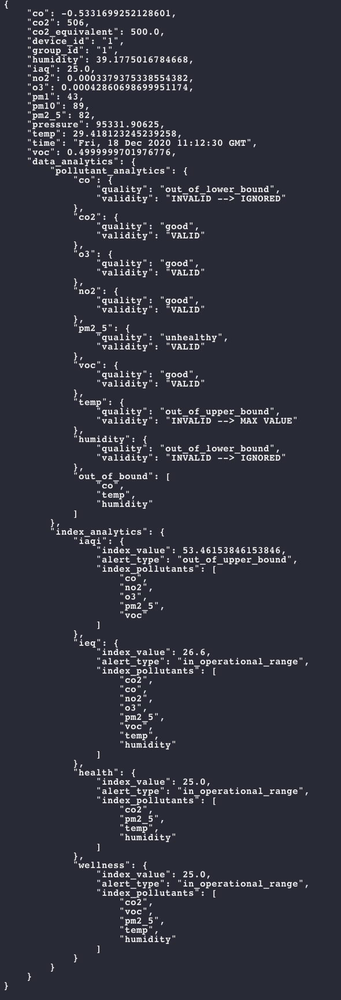 {
    "co": -0.5331699252128601,
    "co2": 506,
    "co2_equivalent": 500.0,
    "device_id": "1",
    "group_id": "1",
    "humidity": 39.1775016784668,
    "iaq": 25.0,
    "no2": 0.0003379375338554382,
    "o3": 0.00042860698699951174,
    "pm1": 43,
    "pm10": 89,
    "pm2_5": 82,
    "pressure": 95331.90625,
    "temp": 29.418123245239258,
    "time": "Fri, 18 Dec 2020 11:12:30 GMT",
    "voc": 0.4999999701976776,
    "data_analytics": {
        "pollutant_analytics": {
            "co": {
                "quality": "out_of_lower_bound",
                "validity": "INVALID --> IGNORED"
            },
            "co2": {
                "quality": "good",
                "validity": "VALID"
            },
            "o3": {
                "quality": "good",
                "validity": "VALID"
            },
            "no2": {
                "quality": "good",
                "validity": "VALID"
            },
            "pm2_5": {
                "quality": "unhealthy",
                "validity": "VALID"
            },
            "voc": {
                "quality": "good",
                "validity": "VALID"
            },
            "temp": {
                "quality": "out_of_upper_bound",
                "validity": "INVALID --> MAX VALUE"
            },
            "humidity": {
                "quality": "out_of_lower_bound",
                "validity": "INVALID --> IGNORED"
            },
            "out_of_bound": [
                "co",
                "temp",
                "humidity"
            ]
        },
        "index_analytics": {
            "iaqi": {
                "index_value": 53.46153846153846,
                "alert_type": "out_of_upper_bound",
                "index_pollutants": [
                    "co",
                    "no2",
                    "o3",
                    "pm2_5",
                    "voc"
                ]
            },
            "ieq": {
                "index_value": 26.6,
                "alert_type": "in_operational_range",
                "index_pollutants": [
                    "co2",
                    "co",
                    "no2",
                    "o3",
                    "pm2_5",
                    "voc",
                    "temp",
                    "humidity"
                ]
            },
            "health": {
                "index_value": 25.0,
                "alert_type": "in_operational_range",
                "index_pollutants": [
                    "co2",
                    "pm2_5",
                    "temp",
                    "humidity"
                ]
            },
            "wellness": {
                "index_value": 25.0,
                "alert_type": "in_operational_range",
                "index_pollutants": [
                    "co2",
                    "voc",
                    "pm2_5",
                    "temp",
                    "humidity"
                ]
            }
        }
    }
}